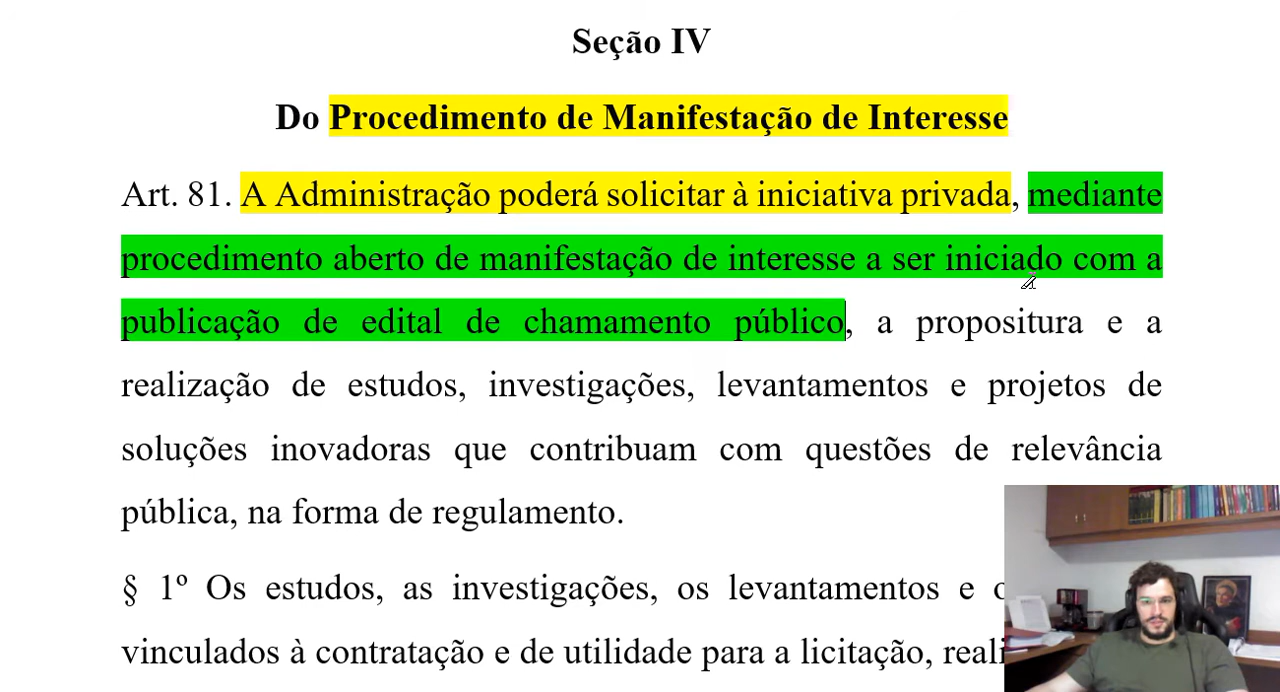 Seção IV
Do Procedimento de Manifestação de Interesse
Art. 81. A Administração poderá solicitar à iniciativa privada, mediante
procedimento aberto de manifestação de interesse a ser iniciado com a
publicação de edital de chamamento público, a propositura e a
realização de estudos, investigações, levantamentos e projetos de
soluções inovadoras que contribuam com questões de relevância
pública, na forma de regulamento.
§ 1º Os estudos, as investigações, os levantamentos e
vinculados à contratação e de utilidade para a licitação,